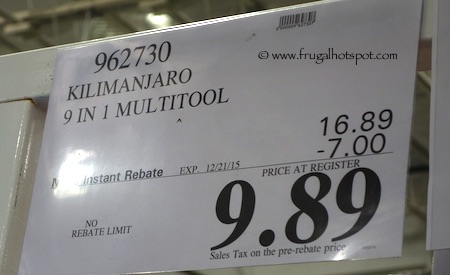 © www.frugalhotspot.com
962730
KILIMANJARO
9 IN 1 MULTITOOL
16.89
-7.00
Instant Rebate EXP. 12/21/15 PRICE AT REGISTER
9.89
NO
REBATE LIMIT
Sales Tax on the pre-rebate price